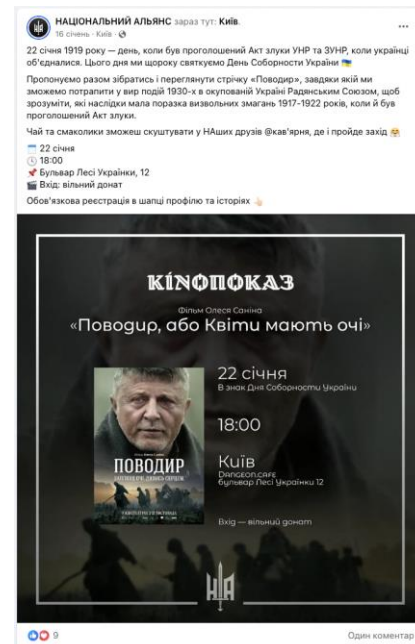 НАЦІОНАЛЬНИЙ АЛЬЯНС зараз тут: Київ.
16 січень · Київ ·
22 січня 1919 року — день, коли був проголошений Акт злуки УНР та ЗУНР, коли українці
об'єдналися. Цього дня ми щороку святкуємо День Соборности України
Пропонуємо разом зібратись і переглянути стрічку «Поводир», завдяки якій ми
зможемо потрапити у вир подій 1930-х в окупованій Україні Радянським Союзом, щоб
зрозуміти, які наслідки мала поразка визвольних змагань 1917-1922 років, коли й був
проголошений Акт злуки.
Чай та смаколики зможеш скуштувати у НАших друзів @кав'ярня, де і пройде захід
22 січня
18:00
Бульвар Лесі Українки, 12
Вхід: вільний донат
Обов'язкова реєстрація в шапці профілю та історіях
КІНОПОКАЗ
Фільм Олеся Саніна
«Поводир, або Квіти мають очі»
22 січня
В знак Дня Соборности України
18:00
Київ
DANGEON.CAFE
бульвар Лесі Українки 12
Вхід — вільний донат
ПОВОДИР
НА
9
Один коментар